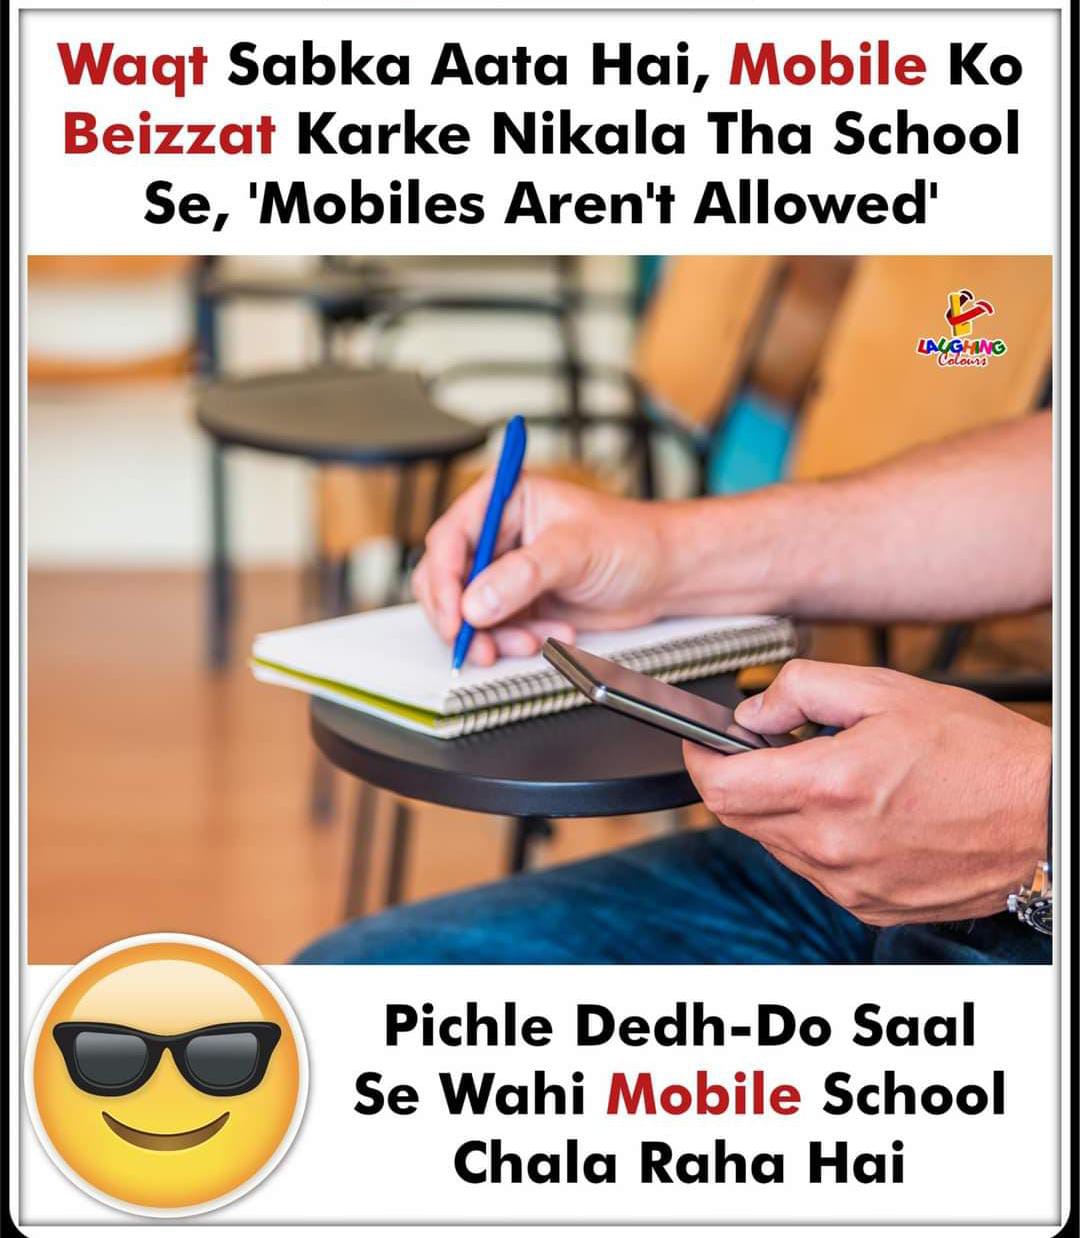 Waqt Sabka Aata Hai, Mobile Ko
Beizzat Karke Nikala Tha School
Se, 'Mobiles Aren't Allowed'
LAUGHING
Colours
Pichle Dedh-Do Saal
Se Wahi Mobile School
Chala Raha Hai